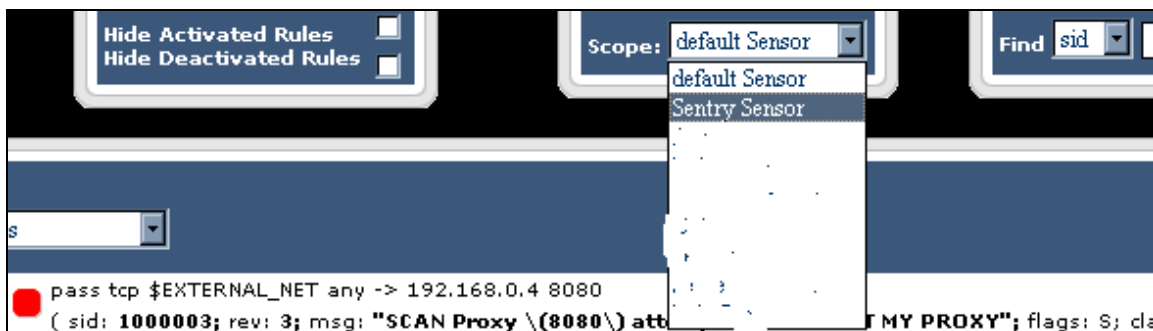 Hide Activated Rules
Hide Deactivated Rules
Scope: default Sensor
Find sid
default Sensor
Sentry Sensor
s
pass tcp $EXTERNAL_NET any -> 192.168.0.4 8080
( sid: 1000003; rev: 3; msg: "SCAN Proxy \(8080\) att T MY PROXY"; flags: S; cla